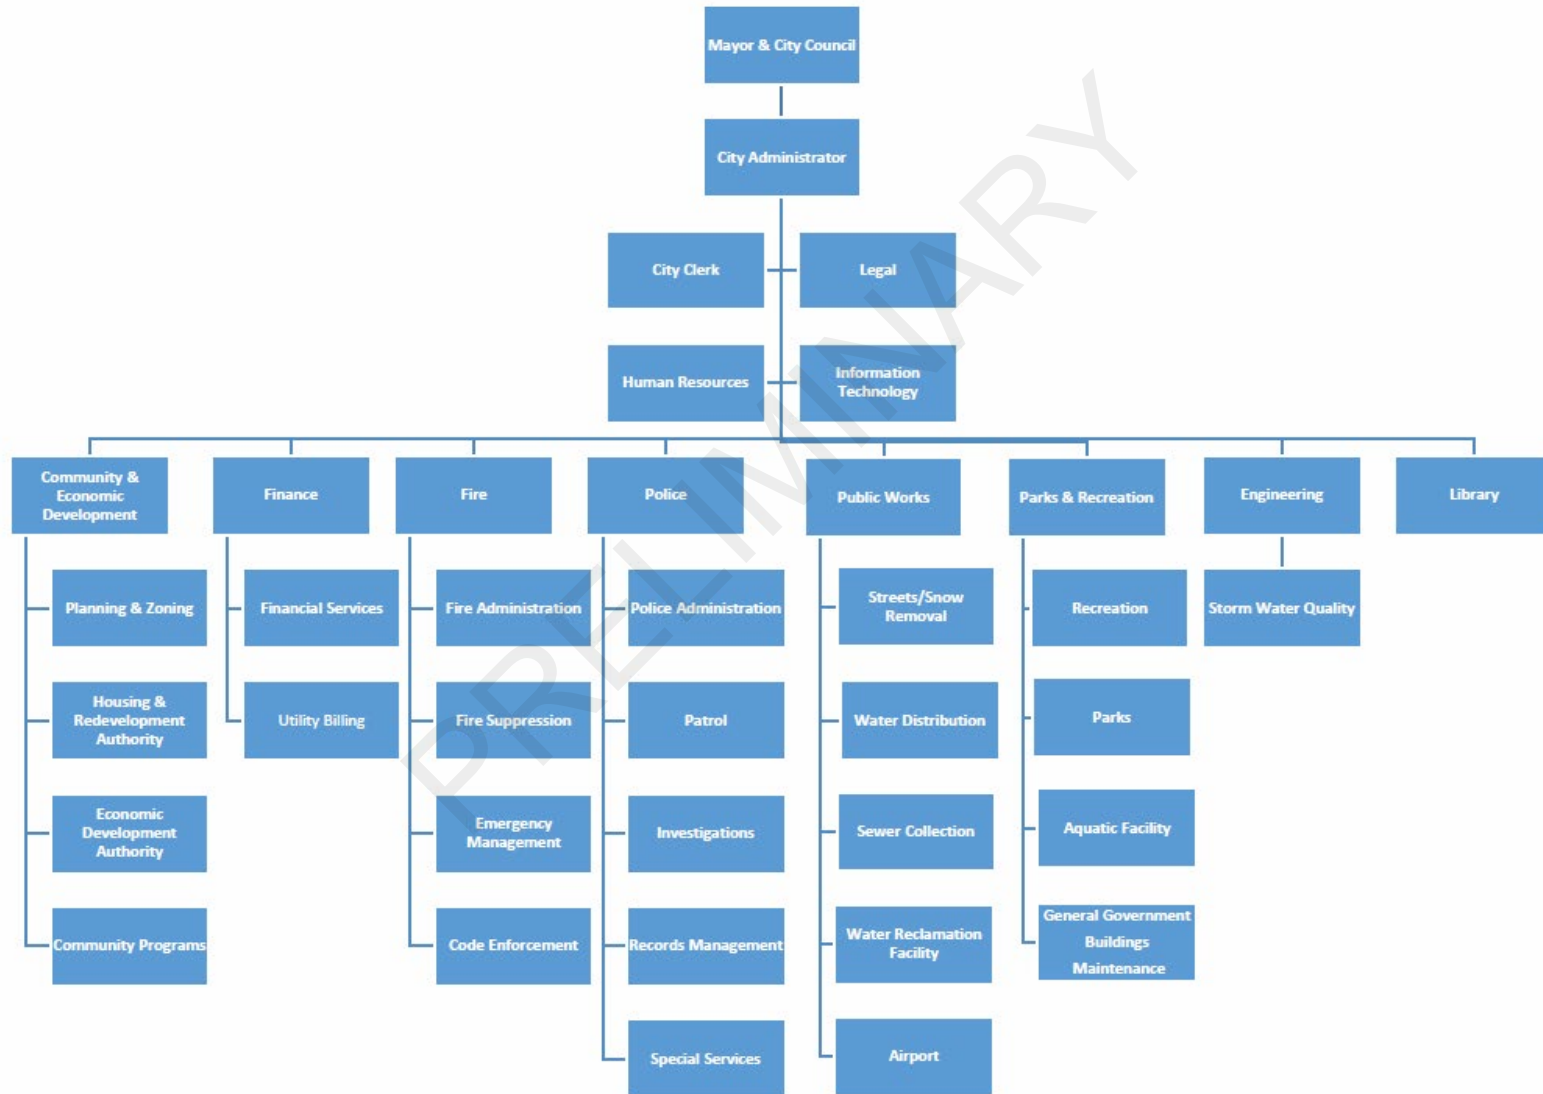 Mayor & City Council
City Administrator
City Clerk
Legal
Human Resources
Information
Technology
Community &
Economic
Development
Finance
Fire
Police
Public Works
Parks & Recreation
Engineering
Library
Planning & Zoning
Housing &
Redevelopment
Authority
Economic
Development
Authority
Community Programs
Financial Services
Utility Billing
Fire Administration
Fire Suppression
Emergency
Management
Code Enforcement
Police Administration
Patrol
Investigations
Records Management
Special Services
Streets/Snow
Removal
Water Distribution
Sewer Collection
Water Reclamation
Facility
Airport
Recreation
Parks
Aquatic Facility
General Government
Buildings
Maintenance
Storm Water Quality
PRELIMINARY